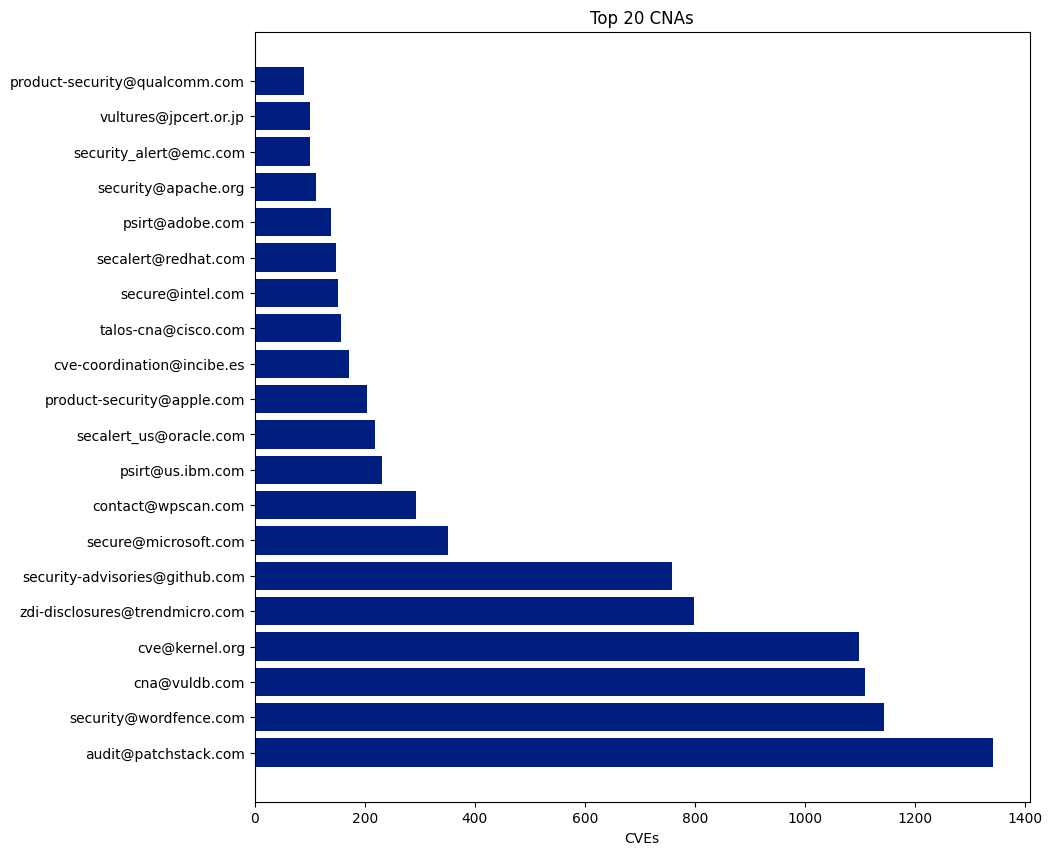 Top 20 CNAs
product-security@qualcomm.com
vultures@jpcert.or.jp
security_alert@emc.com
security@apache.org
psirt@adobe.com
secalert@redhat.com
secure@intel.com
talos-cna@cisco.com
cve-coordination@incibe.es
product-security@apple.com
secalert_us@oracle.com
psirt@us.ibm.com
contact@wpscan.com
secure@microsoft.com
security-advisories@github.com
zdi-disclosures@trendmicro.com
cve@kernel.org
cna@vuldb.com
security@wordfence.com
audit@patchstack.com
0 200 400 600 800 1000 1200 1400
CVEs